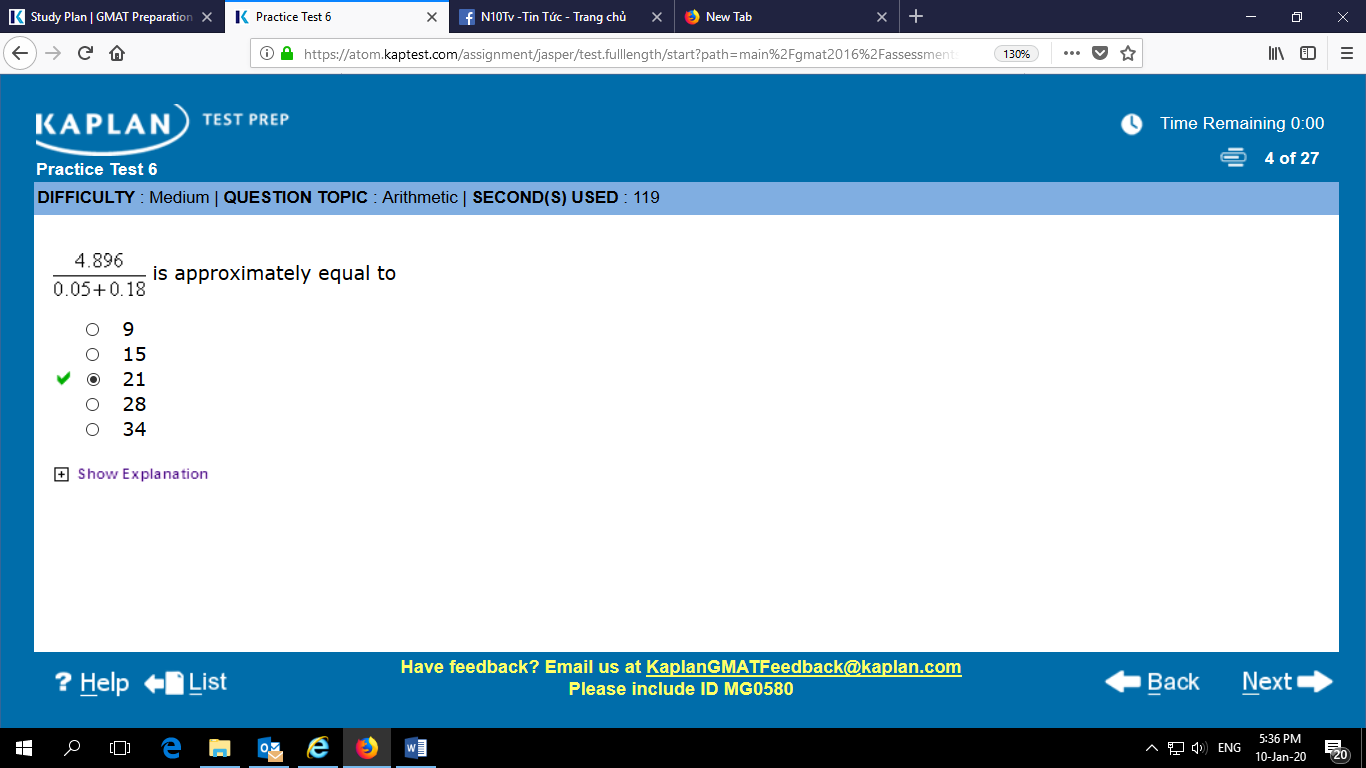 Study Plan | GMAT Preparation
Practice Test 6
N10Tv -Tin Tức - Trang chủ
New Tab
https://atom.kaptest.com/assignment/jasper/test.fulllength/start?path=main%2Fgmat2016%2Fassessment
130%
KAPLAN TEST PREP
Time Remaining 0:00
Practice Test 6
4 of 27
DIFFICULTY : Medium | QUESTION TOPIC : Arithmetic | SECOND(S) USED : 119
4.896
0.05+0.18 is approximately equal to
9
15
21
28
34
Show Explanation
Have feedback? Email us at KaplanGMATFeedback@kaplan.com
Please include ID MG0580
? Help
List
Back
Next
ENG
5:36 PM
10-Jan-20
20